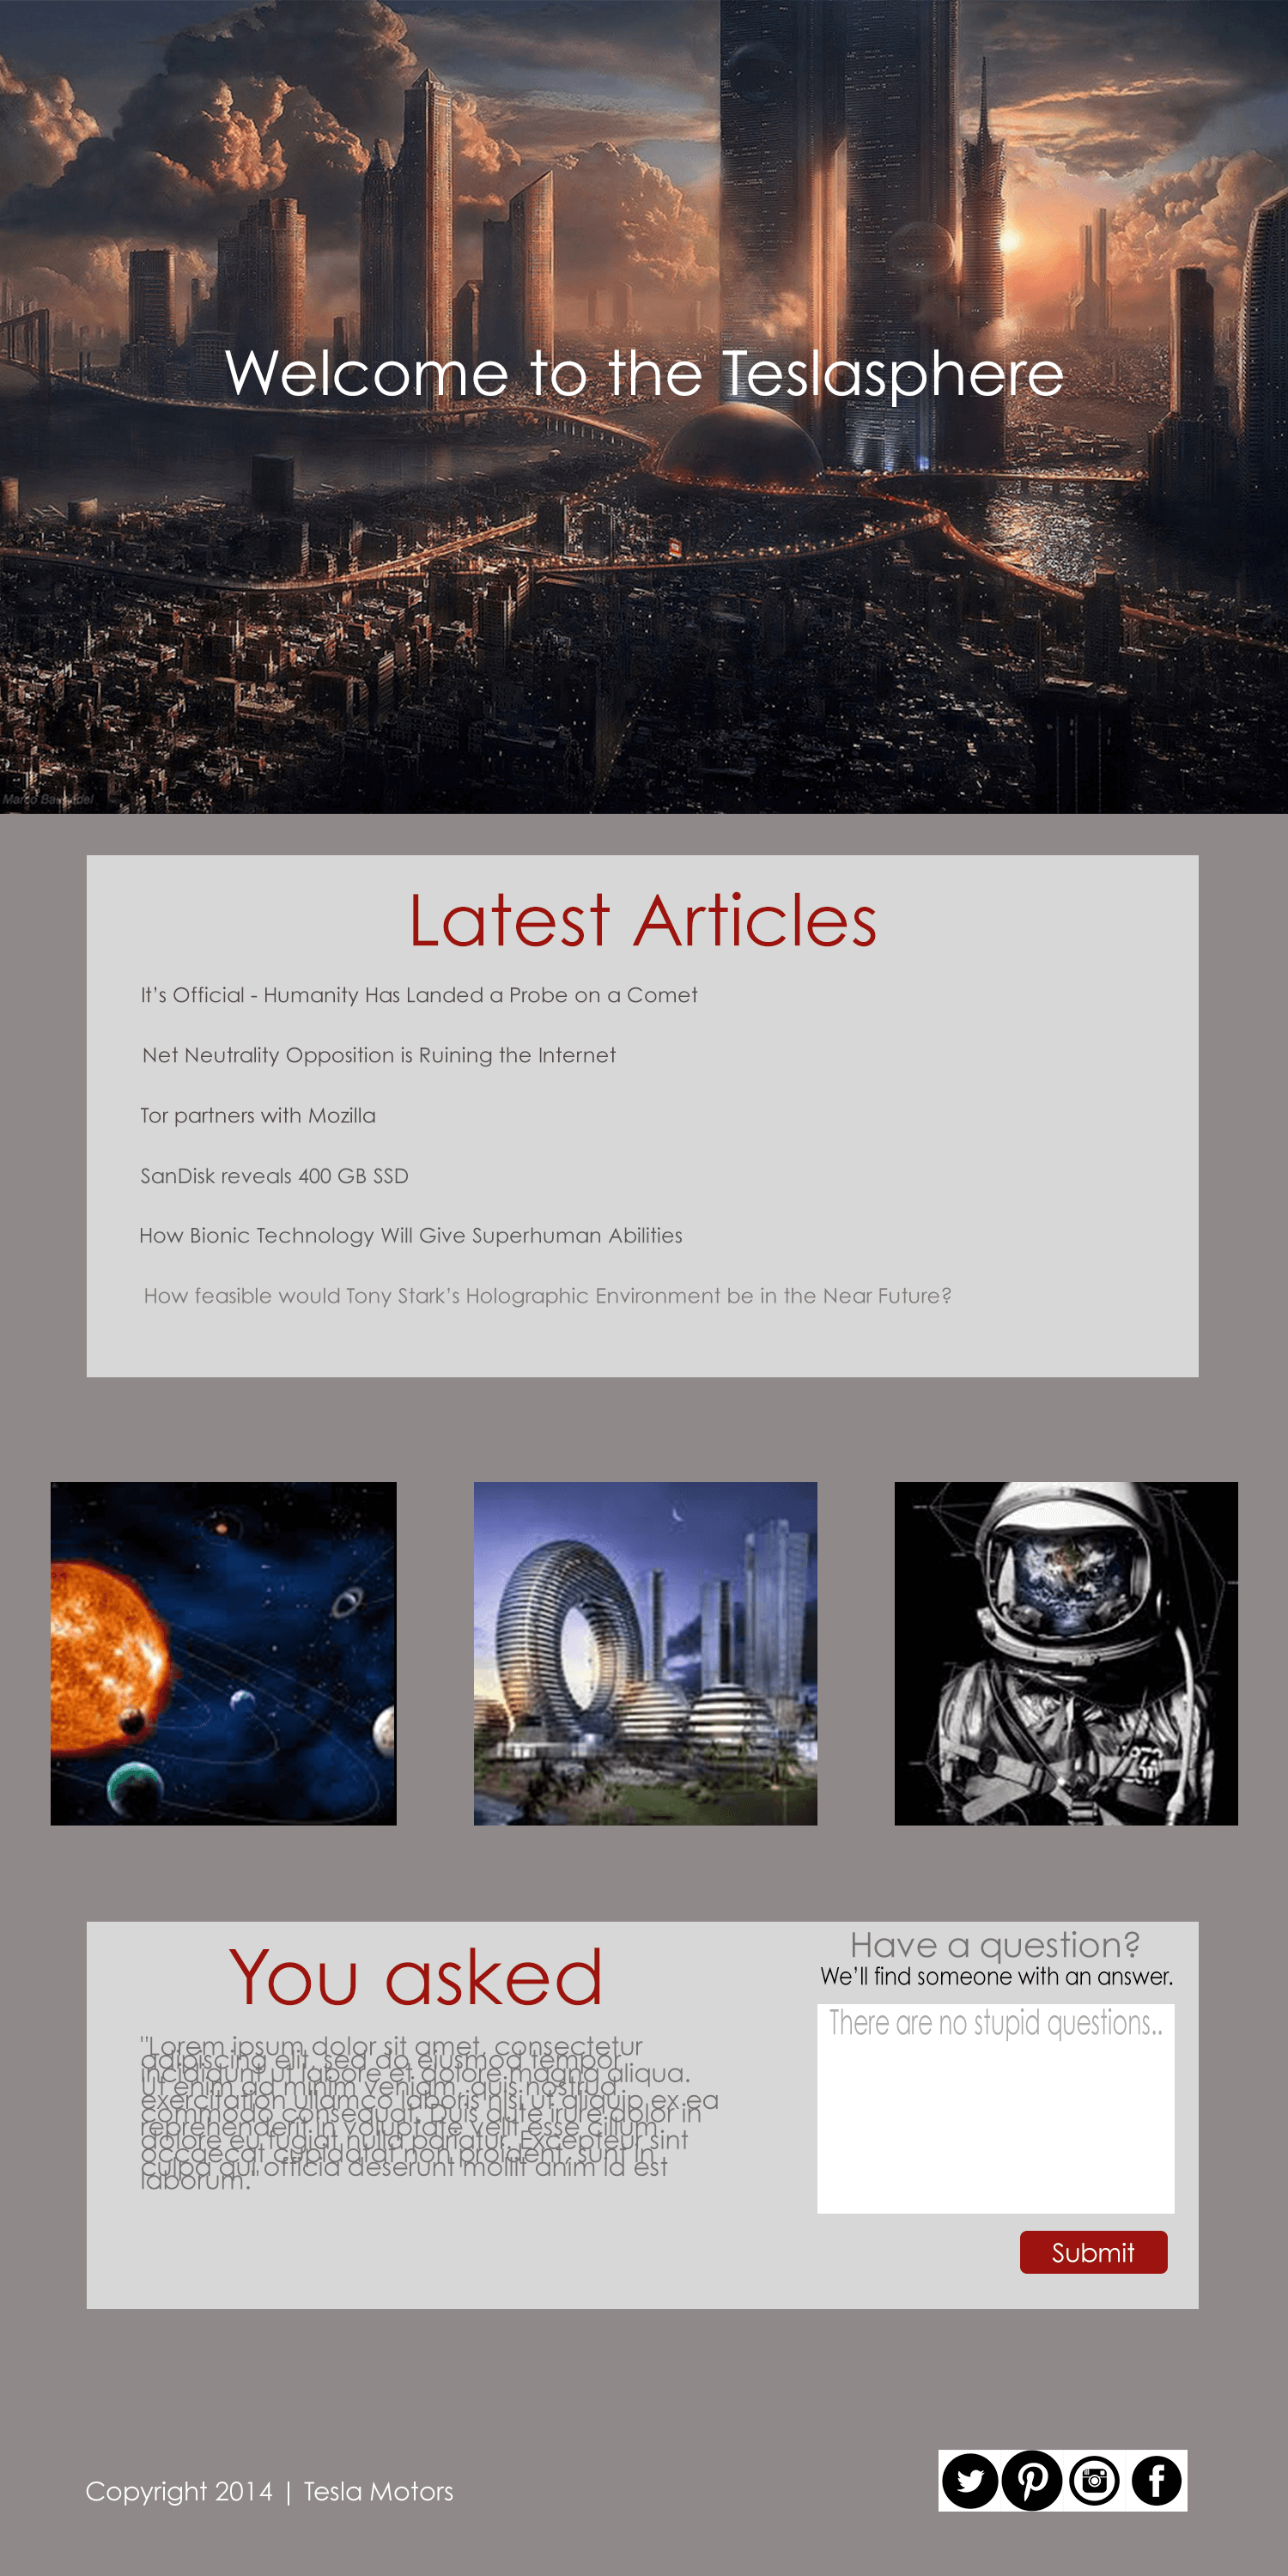 Welcome to the Teslasphere
Latest Articles
It's Official - Humanity Has Landed a Probe on a Comet
Net Neutrality Opposition is Ruining the Internet
Tor partners with Mozilla
SanDisk reveals 400 GB SSD
How Bionic Technology Will Give Superhuman Abilities
How feasible would Tony Stark's Holographic Environment be in the Near Future?
You asked
"Lorem ipsum dolor sit amet, consectetur
adipiscing elit, sed do eiusmod tempor
incididunt ut labore et dolore magna aliqua.
Ut enim ad minim veniam, quis nostrud
exercitation ullamco laboris nisi ut aliquip ex ea
commodo consequat. Duis aute irure dolor in
reprehenderit in voluptate velit esse cillum
dolore eu fugiat nulla pariatur. Excepteur sint
occaecat cupidatat non proident, sunt in
culpa qui officia deserunt mollit anim id est
laborum."
Have a question?
We'll find someone with an answer.
There are no stupid questions..
Submit
Copyright 2014 | Tesla Motors